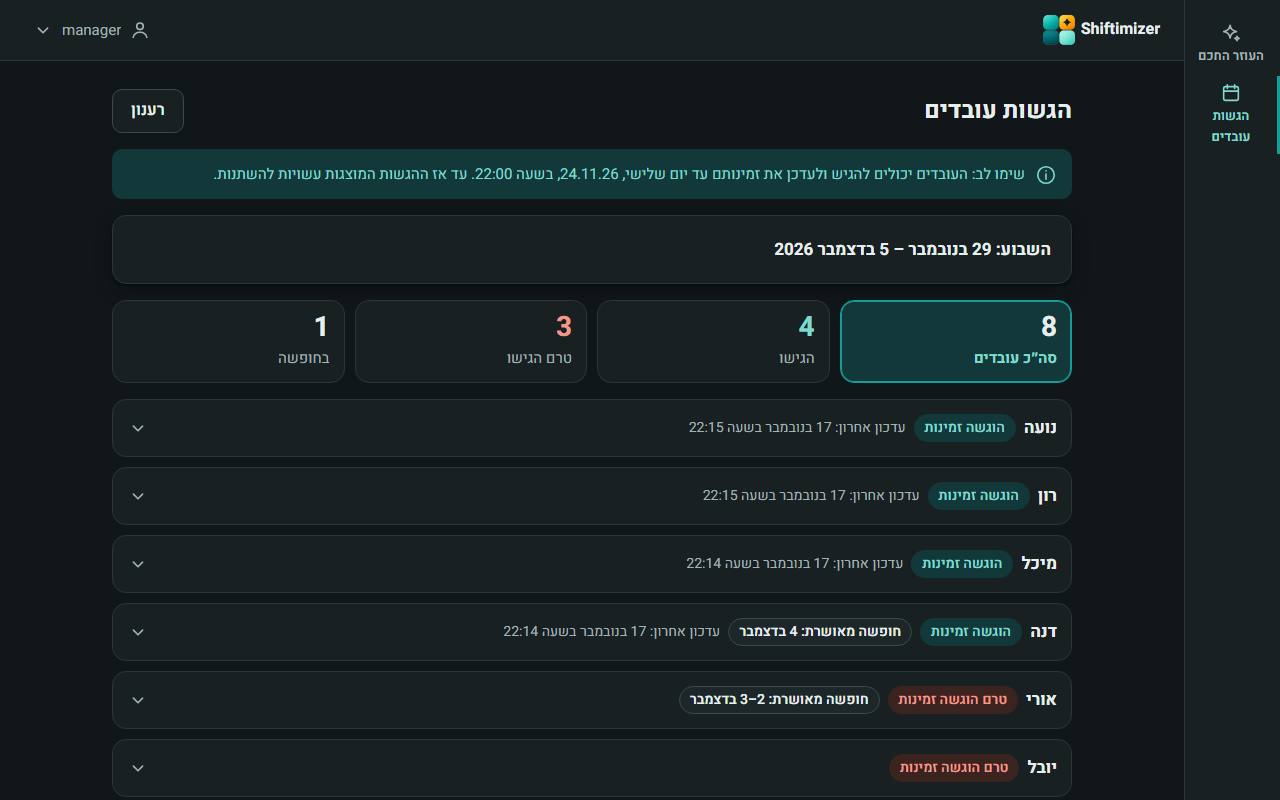 Shiftimizer
manager
העוזר החכם
הגשות
עובדים
הגשות עובדים
רענון
שימו לב: העובדים יכולים להגיש ולעדכן את זמינותם עד יום שלישי, 24.11.26, בשעה 22:00. עד אז ההגשות המוצגות עשויות להשתנות.
השבוע: 29 בנובמבר – 5 בדצמבר 2026
8
סה״כ עובדים
4
הגישו
3
טרם הגישו
1
בחופשה
נועה הוגשה זמינות עדכון אחרון: 17 בנובמבר בשעה 22:15
רון הוגשה זמינות עדכון אחרון: 17 בנובמבר בשעה 22:15
מיכל הוגשה זמינות עדכון אחרון: 17 בנובמבר בשעה 22:14
דנה הוגשה זמינות חופשה מאושרת: 4 בדצמבר עדכון אחרון: 17 בנובמבר בשעה 22:14
אורי טרם הוגשה זמינות חופשה מאושרת: 2–3 בדצמבר
יובל טרם הוגשה זמינות